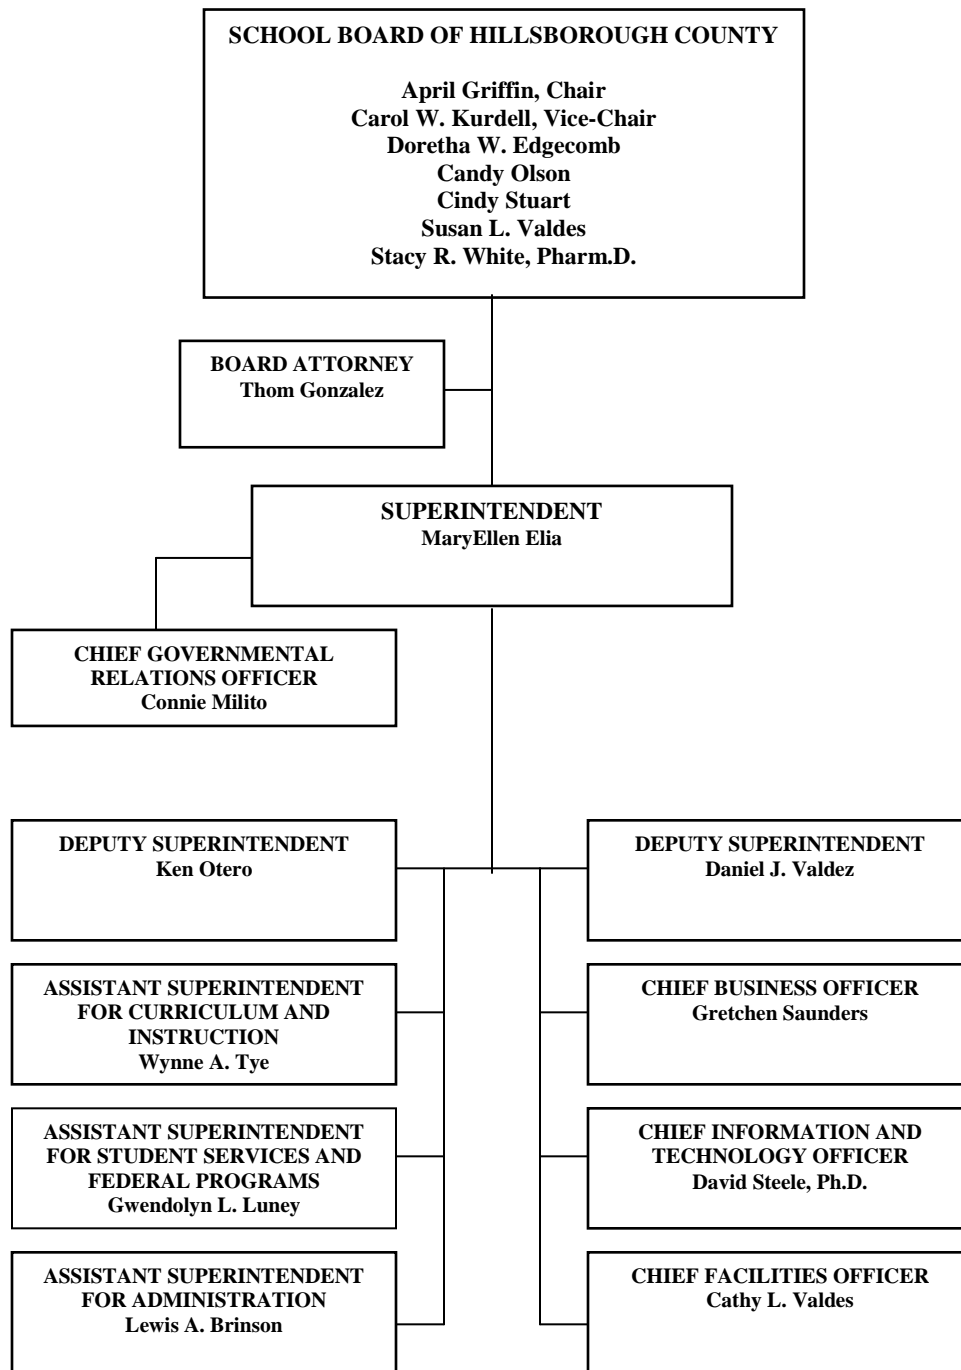 SCHOOL BOARD OF HILLSBOROUGH COUNTY
April Griffin, Chair
Carol W. Kurdell, Vice-Chair
Doretha W. Edgecomb
Candy Olson
Cindy Stuart
Susan L. Valdes
Stacy R. White, Pharm.D.
BOARD ATTORNEY
Thom Gonzalez
SUPERINTENDENT
MaryEllen Elia
CHIEF GOVERNMENTAL
RELATIONS OFFICER
Connie Milito
DEPUTY SUPERINTENDENT
Ken Otero
DEPUTY SUPERINTENDENT
Daniel J. Valdez
ASSISTANT SUPERINTENDENT
FOR CURRICULUM AND
INSTRUCTION
Wynne A. Tye
CHIEF BUSINESS OFFICER
Gretchen Saunders
ASSISTANT SUPERINTENDENT
FOR STUDENT SERVICES AND
FEDERAL PROGRAMS
Gwendolyn L. Luney
CHIEF INFORMATION AND
TECHNOLOGY OFFICER
David Steele, Ph.D.
ASSISTANT SUPERINTENDENT
FOR ADMINISTRATION
Lewis A. Brinson
CHIEF FACILITIES OFFICER
Cathy L. Valdes